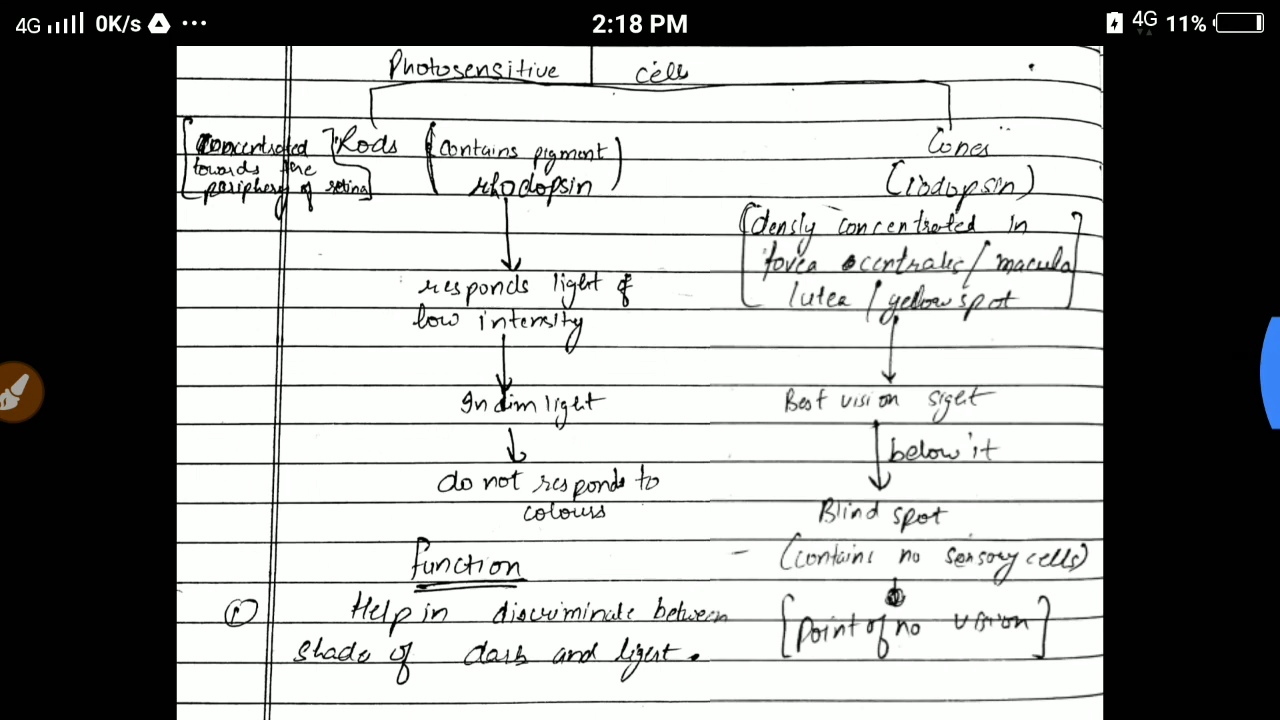 4G 0K/s ... 2:18 PM 4G 11%
Photosensitive cell
[concentrated towards the periphery of retina]
Rods (contains pigment rhodopsin)
responds light of
low intensity
In dim light
do not responds to
colours
Function
① Help in discriminate between
shade of dark and light.
Cones
(iodopsin)
[densly concentrated in
fovea centrales / macula
lutea / yellow spot]
Best vision sight
below it
Blind spot
- (contains no sensory cells)
[point of no vision]